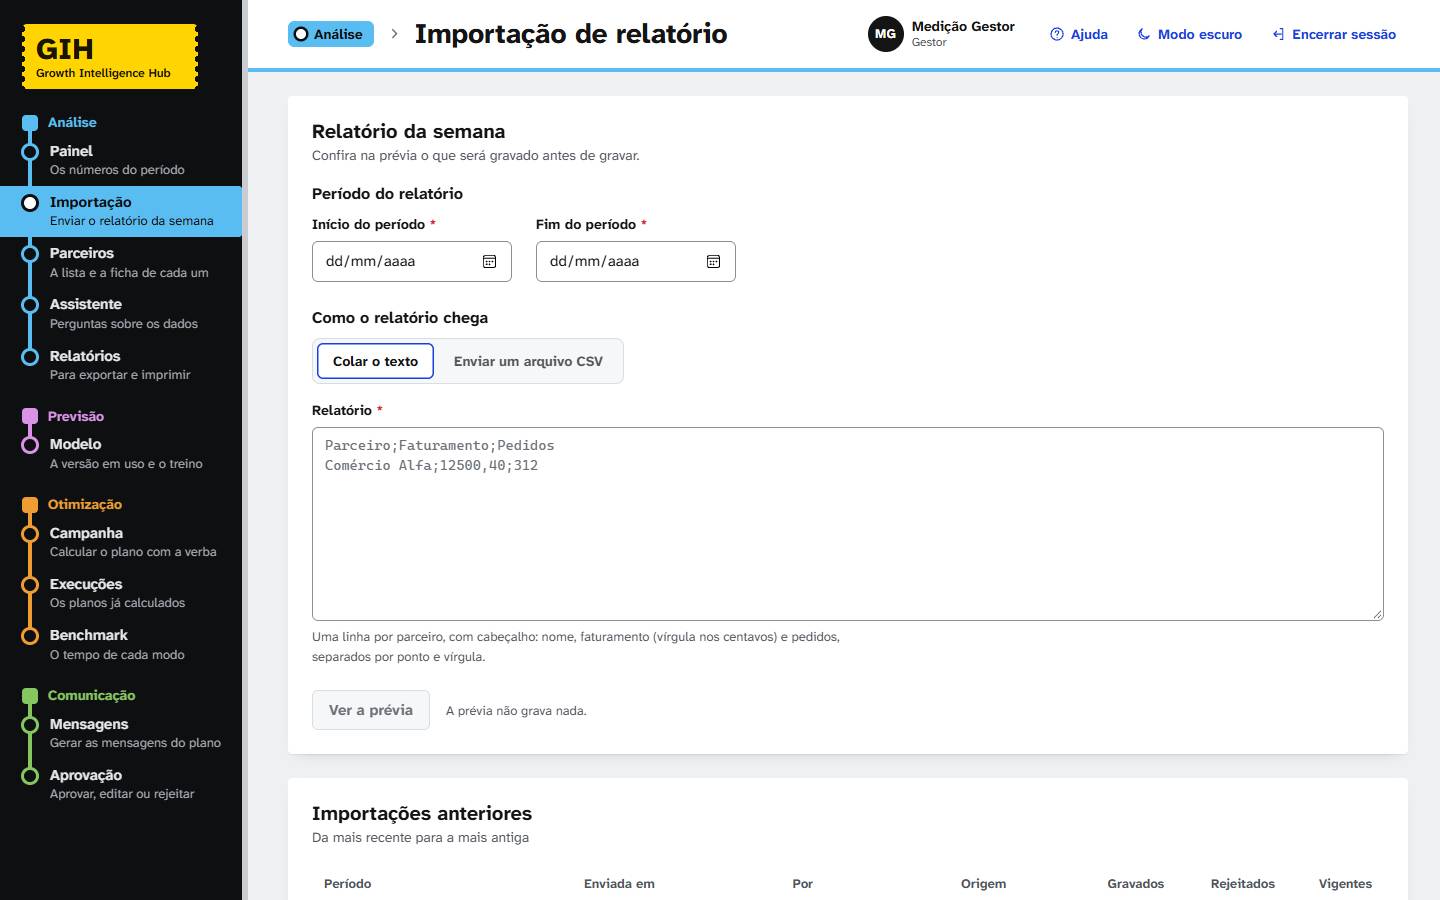 GIH
Growth Intelligence Hub
Análise
Painel
Os números do período
Importação
Enviar o relatório da semana
Parceiros
A lista e a ficha de cada um
Assistente
Perguntas sobre os dados
Relatórios
Para exportar e imprimir
Previsão
Modelo
A versão em uso e o treino
Otimização
Campanha
Calcular o plano com a verba
Execuções
Os planos já calculados
Benchmark
O tempo de cada modo
Comunicação
Mensagens
Gerar as mensagens do plano
Aprovação
Aprovar, editar ou rejeitar
Análise
Importação de relatório
MG
Medição Gestor
Gestor
Ajuda
Modo escuro
Encerrar sessão
Relatório da semana
Confira na prévia o que será gravado antes de gravar.
Período do relatório
Início do período *
Fim do período *
dd/mm/aaaa
dd/mm/aaaa
Como o relatório chega
Colar o texto
Enviar um arquivo CSV
Relatório *
Parceiro;Faturamento;Pedidos
Comércio Alfa;12500,40;312
Uma linha por parceiro, com cabeçalho: nome, faturamento (vírgula nos centavos) e pedidos,
separados por ponto e vírgula.
Ver a prévia
A prévia não grava nada.
Importações anteriores
Da mais recente para a mais antiga
Período
Enviada em
Por
Origem
Gravados
Rejeitados
Vigentes